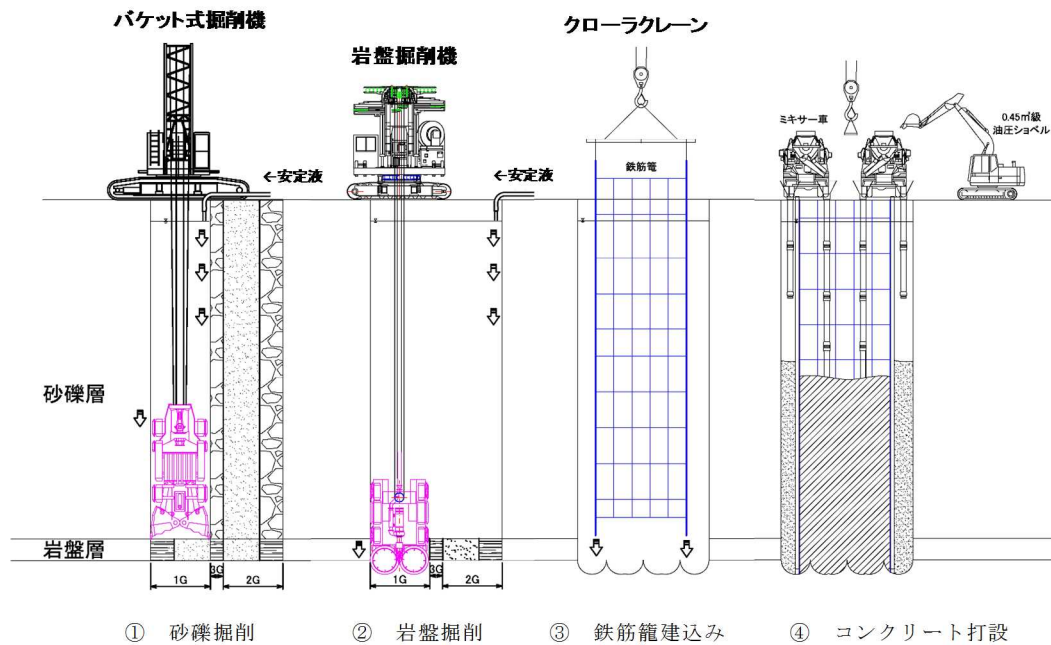 バケット式掘削機
岩盤掘削機
クローラクレーン
←安定液
←安定液
鉄筋篭
ミキサー車
0.45㎥級
油圧ショベル
砂礫層
岩盤層
1G
3G
2G
1G
3G
2G
① 砂礫掘削
② 岩盤掘削
③ 鉄筋籠建込み
④ コンクリート打設